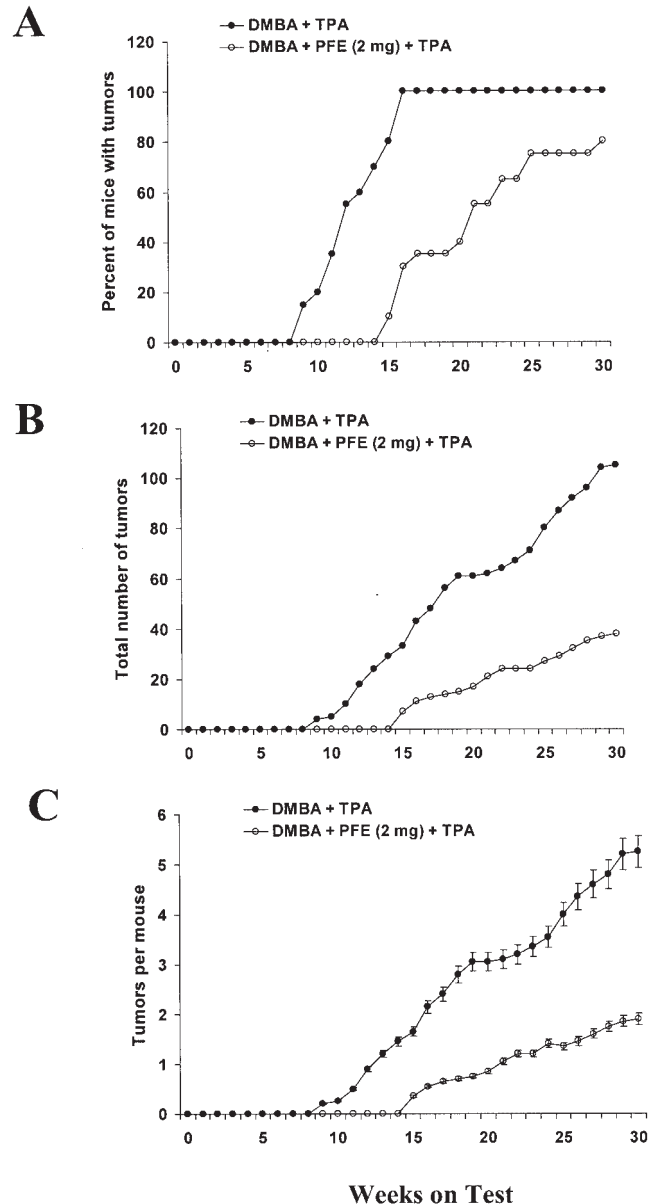 A
DMBA + TPA
DMBA + PFE (2 mg) + TPA
Percent of mice with tumors
120
100
80
60
40
20
0
0 5 10 15 20 25 30
B
DMBA + TPA
DMBA + PFE (2 mg) + TPA
Total number of tumors
120
100
80
60
40
20
0
0 5 10 15 20 25 30
C
DMBA + TPA
DMBA + PFE (2 mg) + TPA
Tumors per mouse
6
5
4
3
2
1
0
0 5 10 15 20 25 30
Weeks on Test